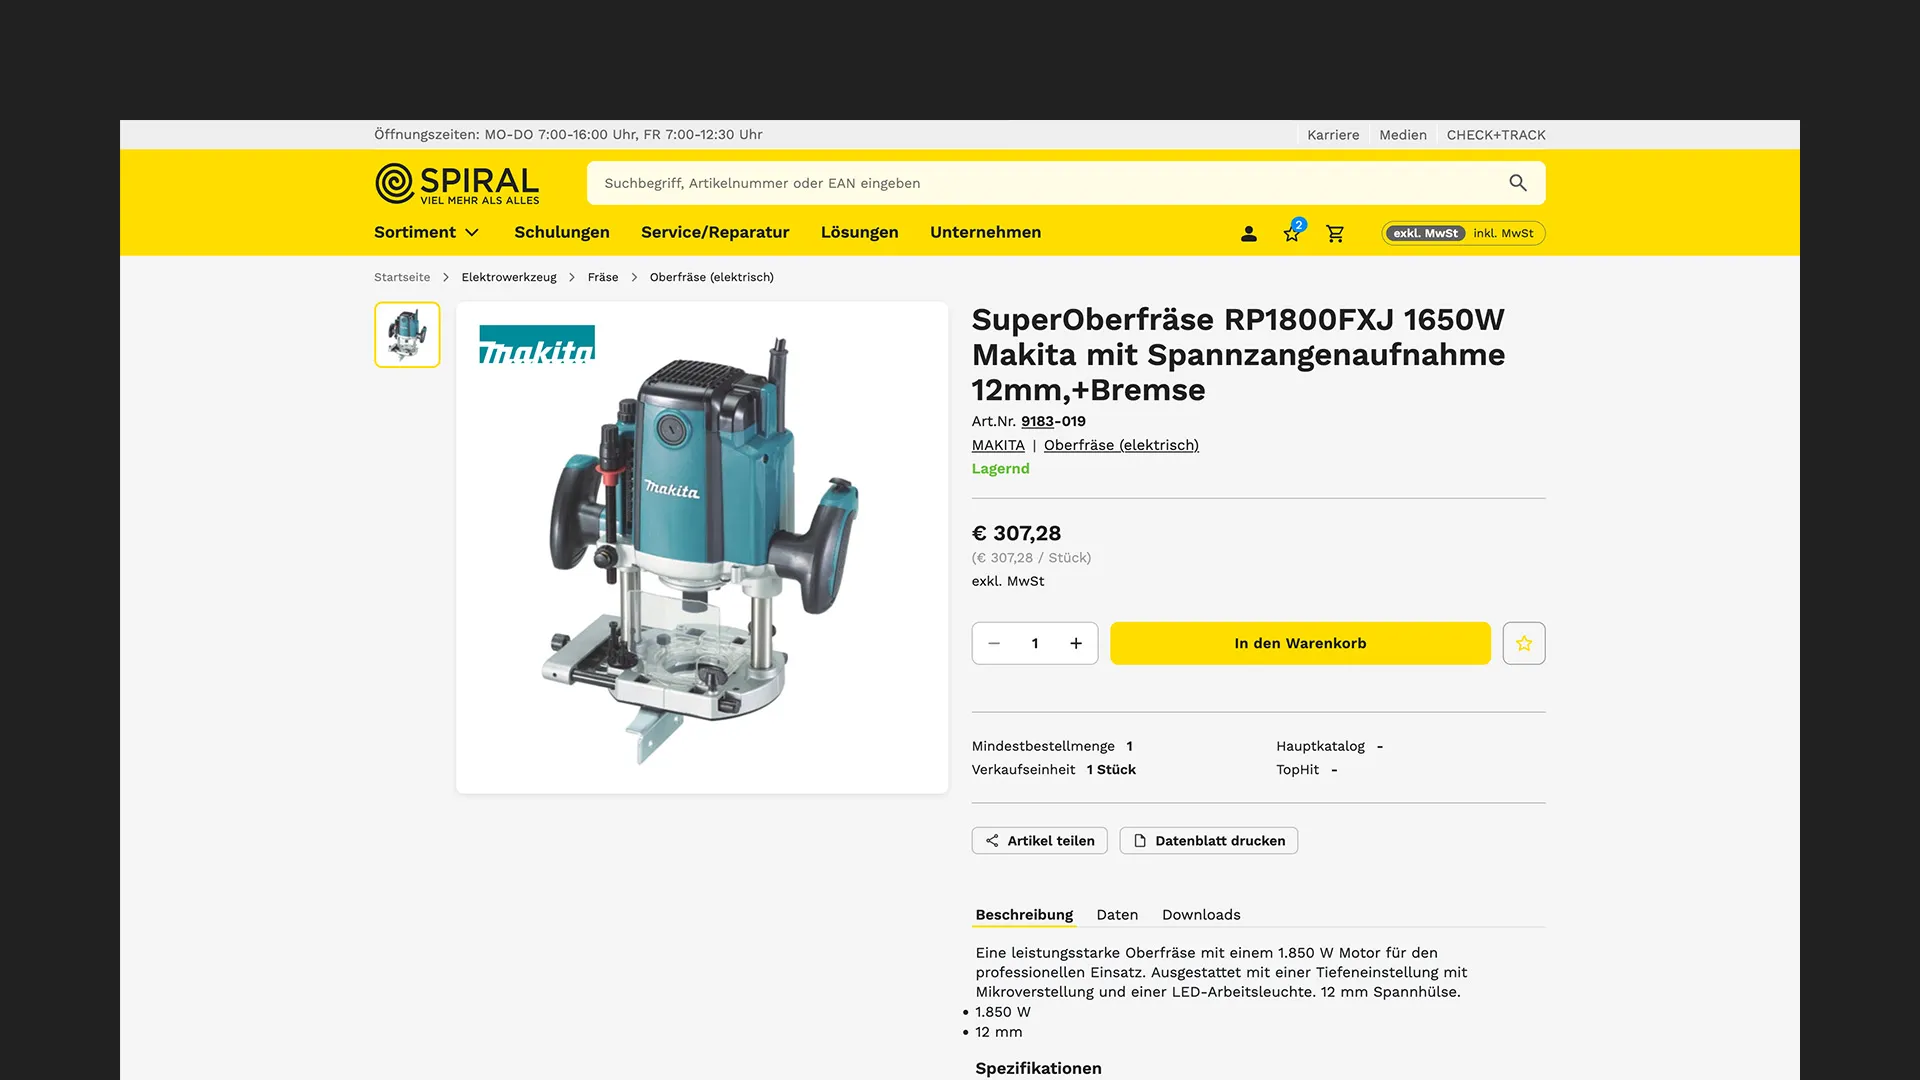 Öffnungszeiten: MO-DO 7:00-16:00 Uhr, FR 7:00-12:30 Uhr
Karriere
Medien
CHECK+TRACK
SPIRAL
VIEL MEHR ALS ALLES
Suchbegriff, Artikelnummer oder EAN eingeben
Sortiment
Schulungen
Service/Reparatur
Lösungen
Unternehmen
2
exkl. MwSt
inkl. MwSt
Startseite
Elektrowerkzeug
Fräse
Oberfräse (elektrisch)
Makita
Makita
SuperOberfräse RP1800FXJ 1650W
Makita mit Spannzangenaufnahme
12mm,+Bremse
Art.Nr. 9183-019
MAKITA | Oberfräse (elektrisch)
Lagernd
€ 307,28
(€ 307,28 / Stück)
exkl. MwSt
1
In den Warenkorb
Mindestbestellmenge 1
Hauptkatalog -
Verkaufseinheit 1 Stück
TopHit -
Artikel teilen
Datenblatt drucken
Beschreibung
Daten
Downloads
Eine leistungsstarke Oberfräse mit einem 1.850 W Motor für den
professionellen Einsatz. Ausgestattet mit einer Tiefeneinstellung mit
Mikroverstellung und einer LED-Arbeitsleuchte. 12 mm Spannhülse.
• 1.850 W
• 12 mm
Spezifikationen